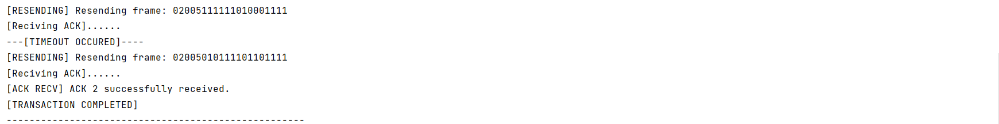 [RESENDING] Resending frame: 02005111111010001111
[Reciving ACK]......
---[TIMEOUT OCCURED]----
[RESENDING] Resending frame: 02005010111101101111
[Reciving ACK]......
[ACK RECV] ACK 2 successfully received.
[TRANSACTION COMPLETED]
----------------------------------------------------